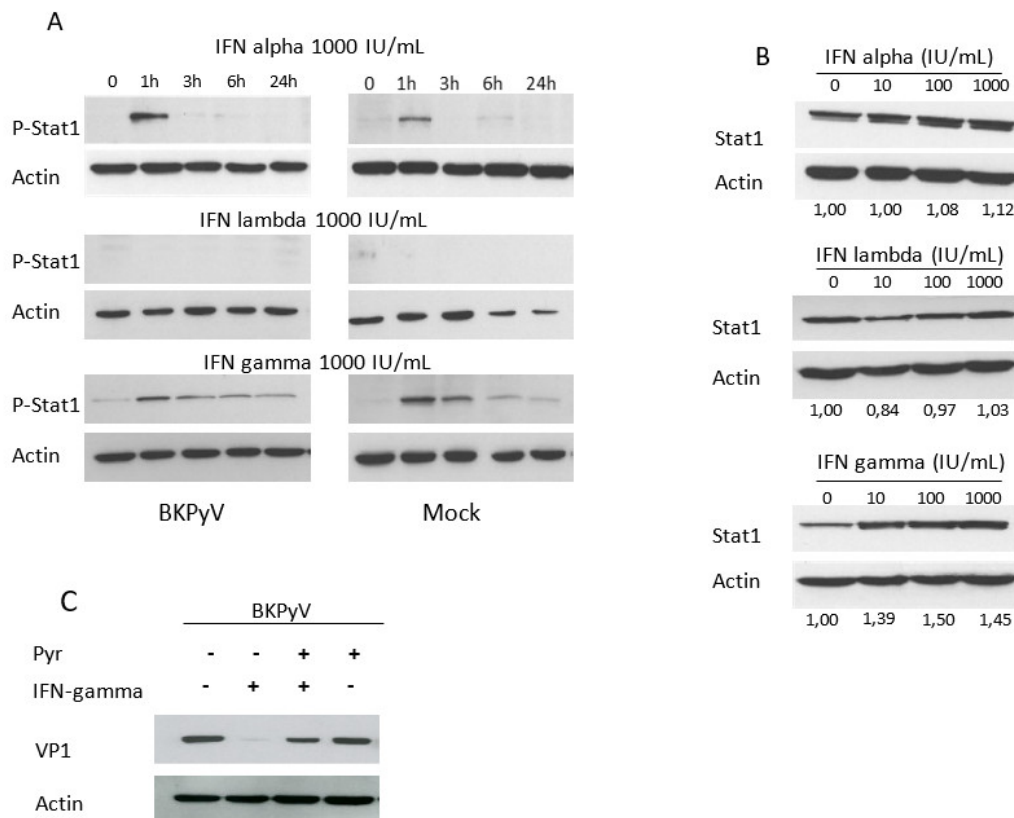 A
IFN alpha 1000 IU/mL
0 1h 3h 6h 24h
0 1h 3h 6h 24h
P-Stat1
Actin
IFN lambda 1000 IU/mL
P-Stat1
Actin
IFN gamma 1000 IU/mL
P-Stat1
Actin
BKPyV
Mock
B
IFN alpha (IU/mL)
0 10 100 1000
Stat1
Actin
1,00 1,00 1,08 1,12
IFN lambda (IU/mL)
0 10 100 1000
Stat1
Actin
1,00 0,84 0,97 1,03
IFN gamma (IU/mL)
0 10 100 1000
Stat1
Actin
1,00 1,39 1,50 1,45
C
BKPyV
Pyr - - + +
IFN-gamma - + + -
VP1
Actin